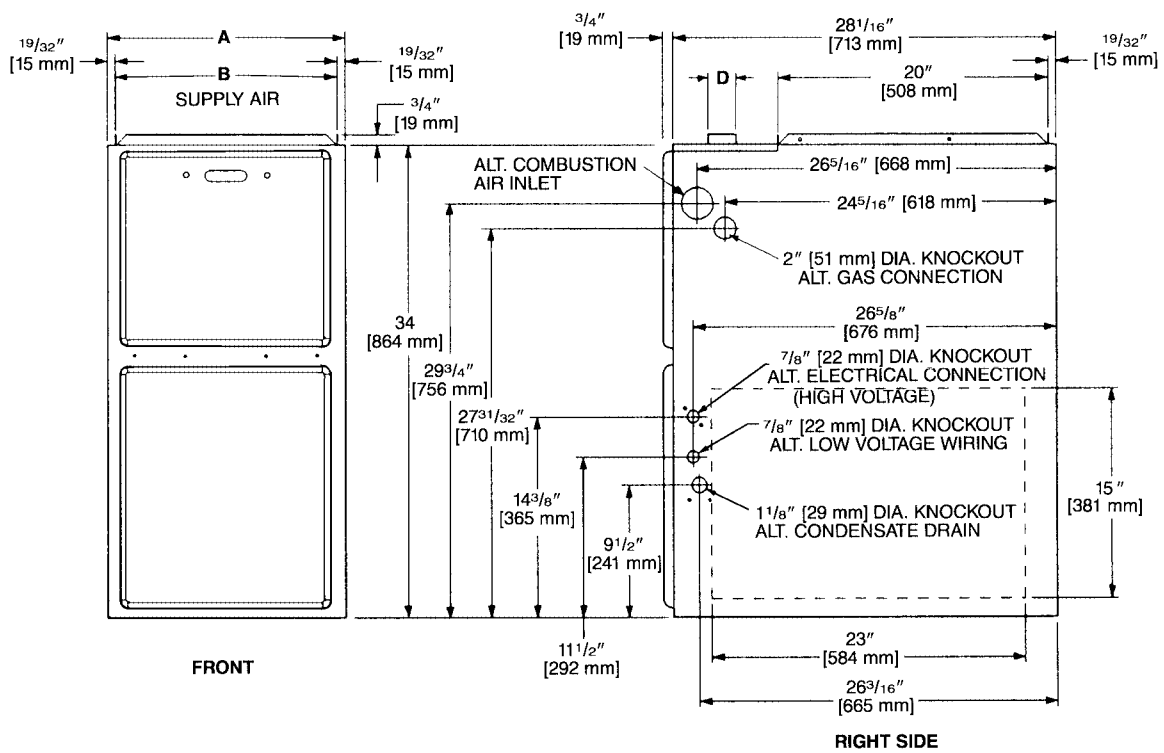 A
19/32″
[15 mm]
B
19/32″
[15 mm]
SUPPLY AIR
3/4″
[19 mm]
34
[864 mm]
29 3/4″
[756 mm]
27 31/32″
[710 mm]
14 3/8″
[365 mm]
9 1/2″
[241 mm]
11 1/2″
[292 mm]
FRONT
3/4″
[19 mm]
28 1/16″
[713 mm]
19/32″
[15 mm]
D
20″
[508 mm]
ALT. COMBUSTION
AIR INLET
26 5/16″ [668 mm]
24 5/16″ [618 mm]
2″ [51 mm] DIA. KNOCKOUT
ALT. GAS CONNECTION
26 5/8″
[676 mm]
7/8″ [22 mm] DIA. KNOCKOUT
ALT. ELECTRICAL CONNECTION
(HIGH VOLTAGE)
7/8″ [22 mm] DIA. KNOCKOUT
ALT. LOW VOLTAGE WIRING
1 1/8″ [29 mm] DIA. KNOCKOUT
ALT. CONDENSATE DRAIN
15″
[381 mm]
23″
[584 mm]
26 3/16″
[665 mm]
RIGHT SIDE